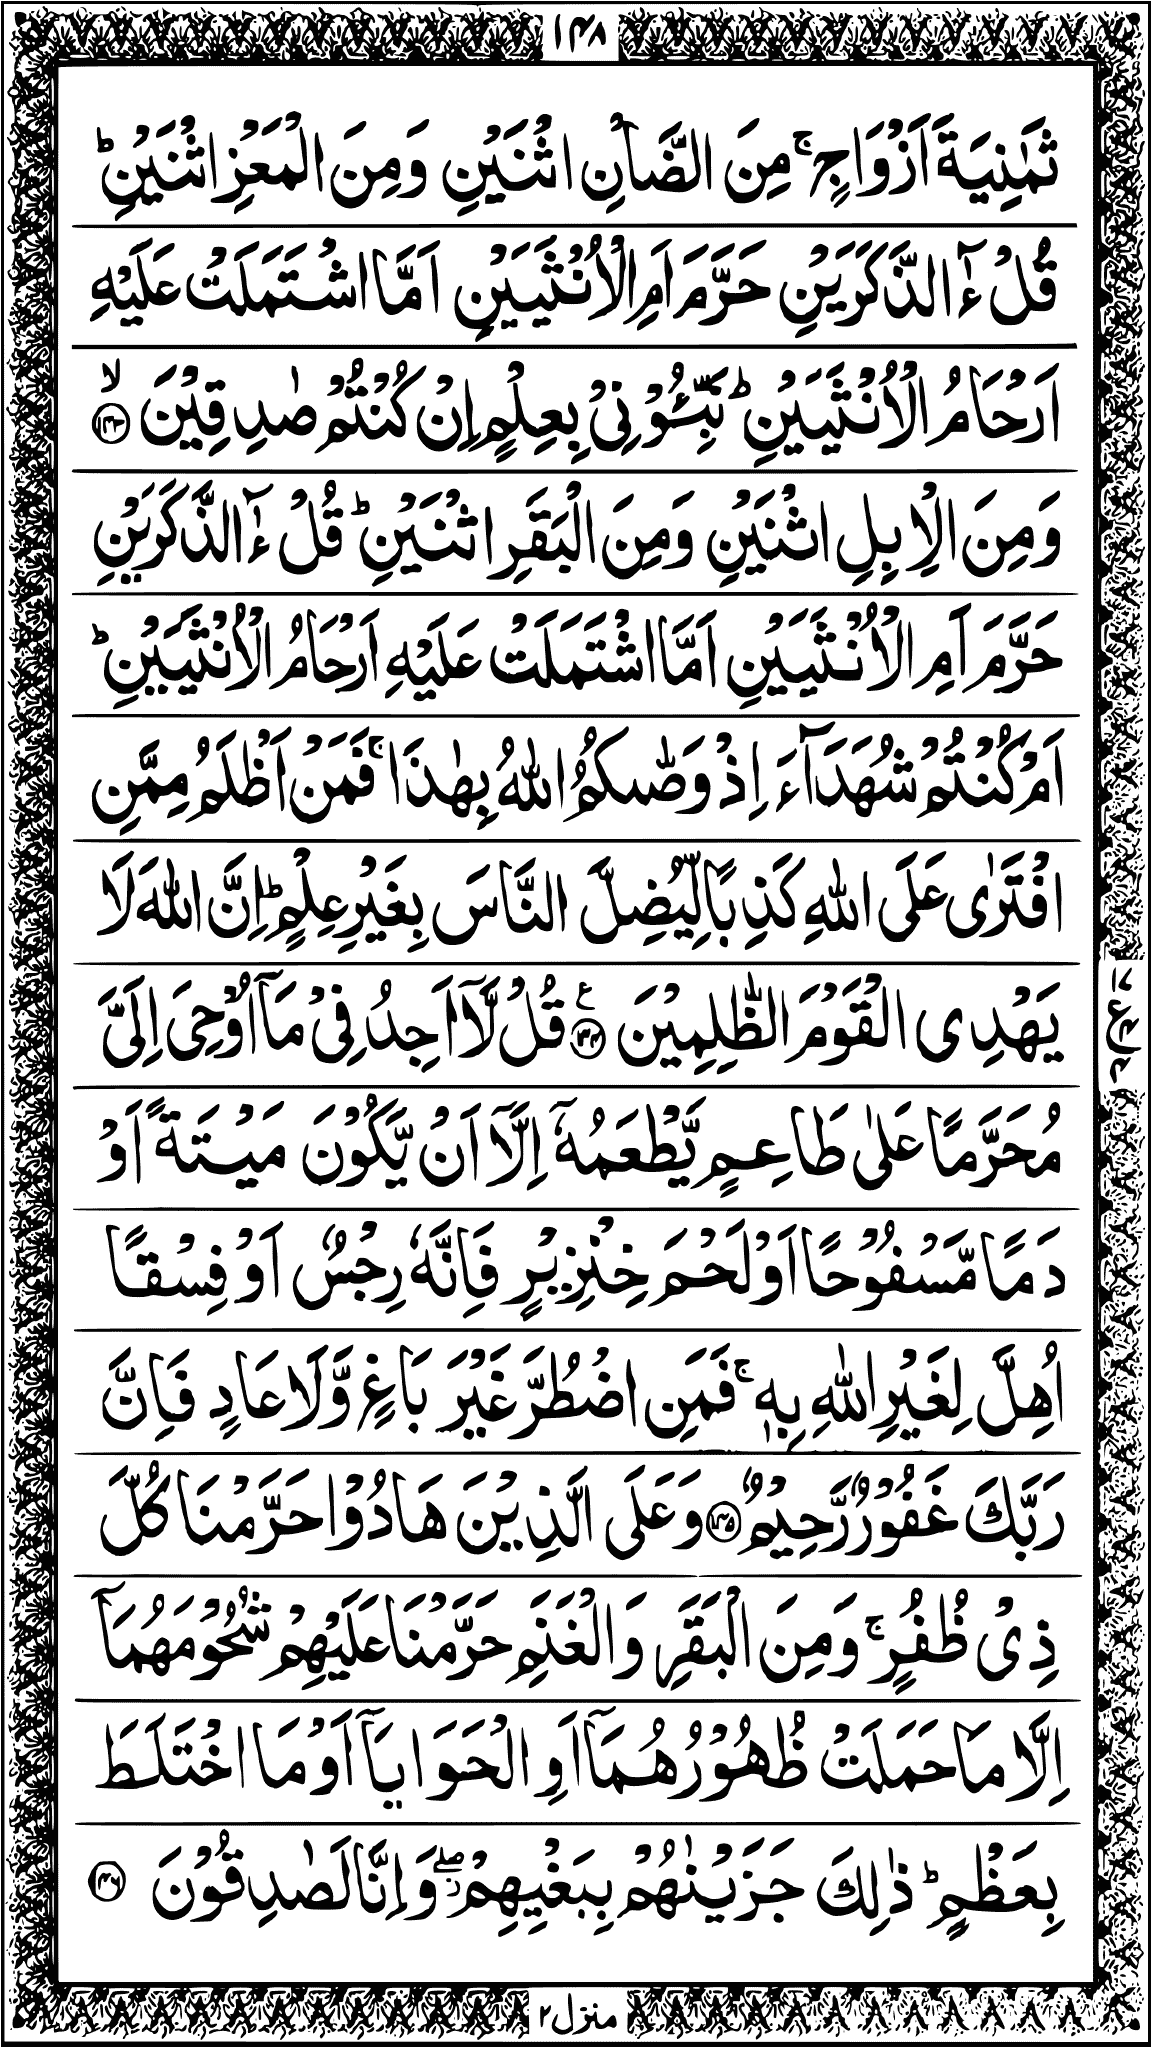 ١٤٨
ثَمٰنِيَةَ اَزْوَاجٍ ۚ مِنَ الضَّاْنِ اثْنَيْنِ وَمِنَ الْمَعْزِ اثْنَيْنِ ؕ
قُلْ ءٰٓالذَّكَرَيْنِ حَرَّمَ اَمِ الْاُنْثَيَيْنِ اَمَّا اشْتَمَلَتْ عَلَيْهِ
اَرْحَامُ الْاُنْثَيَيْنِ ؕ نَبِّـُٔوْنِيْ بِعِلْمٍ اِنْ كُنْتُمْ صٰدِقِيْنَ ۙ ﴿١٤٣﴾
وَمِنَ الْاِبِلِ اثْنَيْنِ وَمِنَ الْبَقَرِ اثْنَيْنِ ؕ قُلْ ءٰٓالذَّكَرَيْنِ
حَرَّمَ اَمِ الْاُنْثَيَيْنِ اَمَّا اشْتَمَلَتْ عَلَيْهِ اَرْحَامُ الْاُنْثَيَيْنِ ؕ
اَمْ كُنْتُمْ شُهَدَآءَ اِذْ وَصّٰىكُمُ اللّٰهُ بِهٰذَا ۚ فَمَنْ اَظْلَمُ مِمَّنِ
افْتَرٰى عَلَى اللّٰهِ كَذِبًا لِّيُضِلَّ النَّاسَ بِغَيْرِ عِلْمٍ ؕ اِنَّ اللّٰهَ لَا
يَهْدِى الْقَوْمَ الظّٰلِمِيْنَ ﴿١٤٤﴾ ع قُلْ لَّآ اَجِدُ فِيْ مَآ اُوْحِيَ اِلَيَّ
مُحَرَّمًا عَلٰى طَاعِمٍ يَّطْعَمُهٗٓ اِلَّآ اَنْ يَّكُوْنَ مَيْتَةً اَوْ
دَمًا مَّسْفُوْحًا اَوْ لَحْمَ خِنْزِيْرٍ فَاِنَّهٗ رِجْسٌ اَوْ فِسْقًا
اُهِلَّ لِغَيْرِ اللّٰهِ بِهٖ ۚ فَمَنِ اضْطُرَّ غَيْرَ بَاغٍ وَّلَا عَادٍ فَاِنَّ
رَبَّكَ غَفُوْرٌ رَّحِيْمٌ ﴿١٤٥﴾ وَعَلَى الَّذِيْنَ هَادُوْا حَرَّمْنَا كُلَّ
ذِيْ ظُفُرٍ ۚ وَمِنَ الْبَقَرِ وَالْغَنَمِ حَرَّمْنَا عَلَيْهِمْ شُحُوْمَهُمَآ
اِلَّا مَا حَمَلَتْ ظُهُوْرُهُمَآ اَوِ الْحَوَايَآ اَوْ مَا اخْتَلَطَ
بِعَظْمٍ ؕ ذٰلِكَ جَزَيْنٰهُمْ بِبَغْيِهِمْ ۖ وَاِنَّا لَصٰدِقُوْنَ ﴿١٤٦﴾
منزل ٢